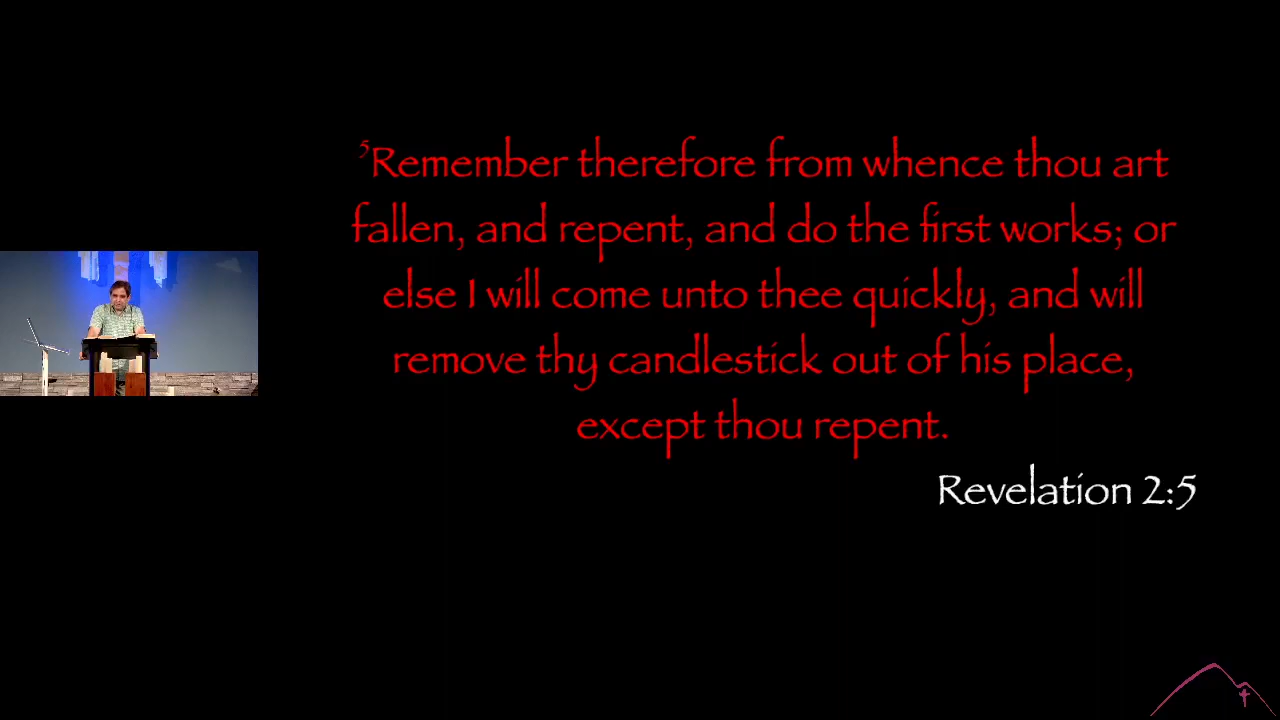 ⁵Remember therefore from whence thou art
fallen, and repent, and do the first works; or
else I will come unto thee quickly, and will
remove thy candlestick out of his place,
except thou repent.
Revelation 2:5